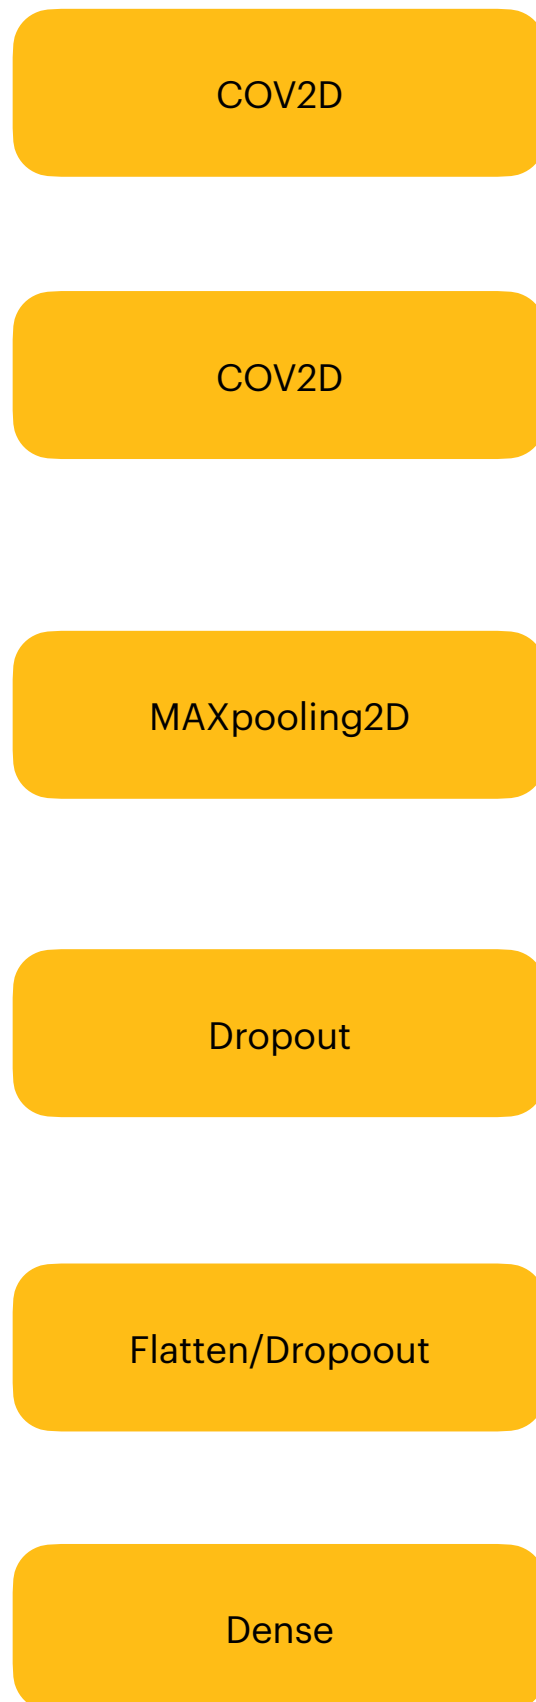 COV2D
COV2D
MAXpooling2D
Dropout
Flatten/Dropoout
Dense